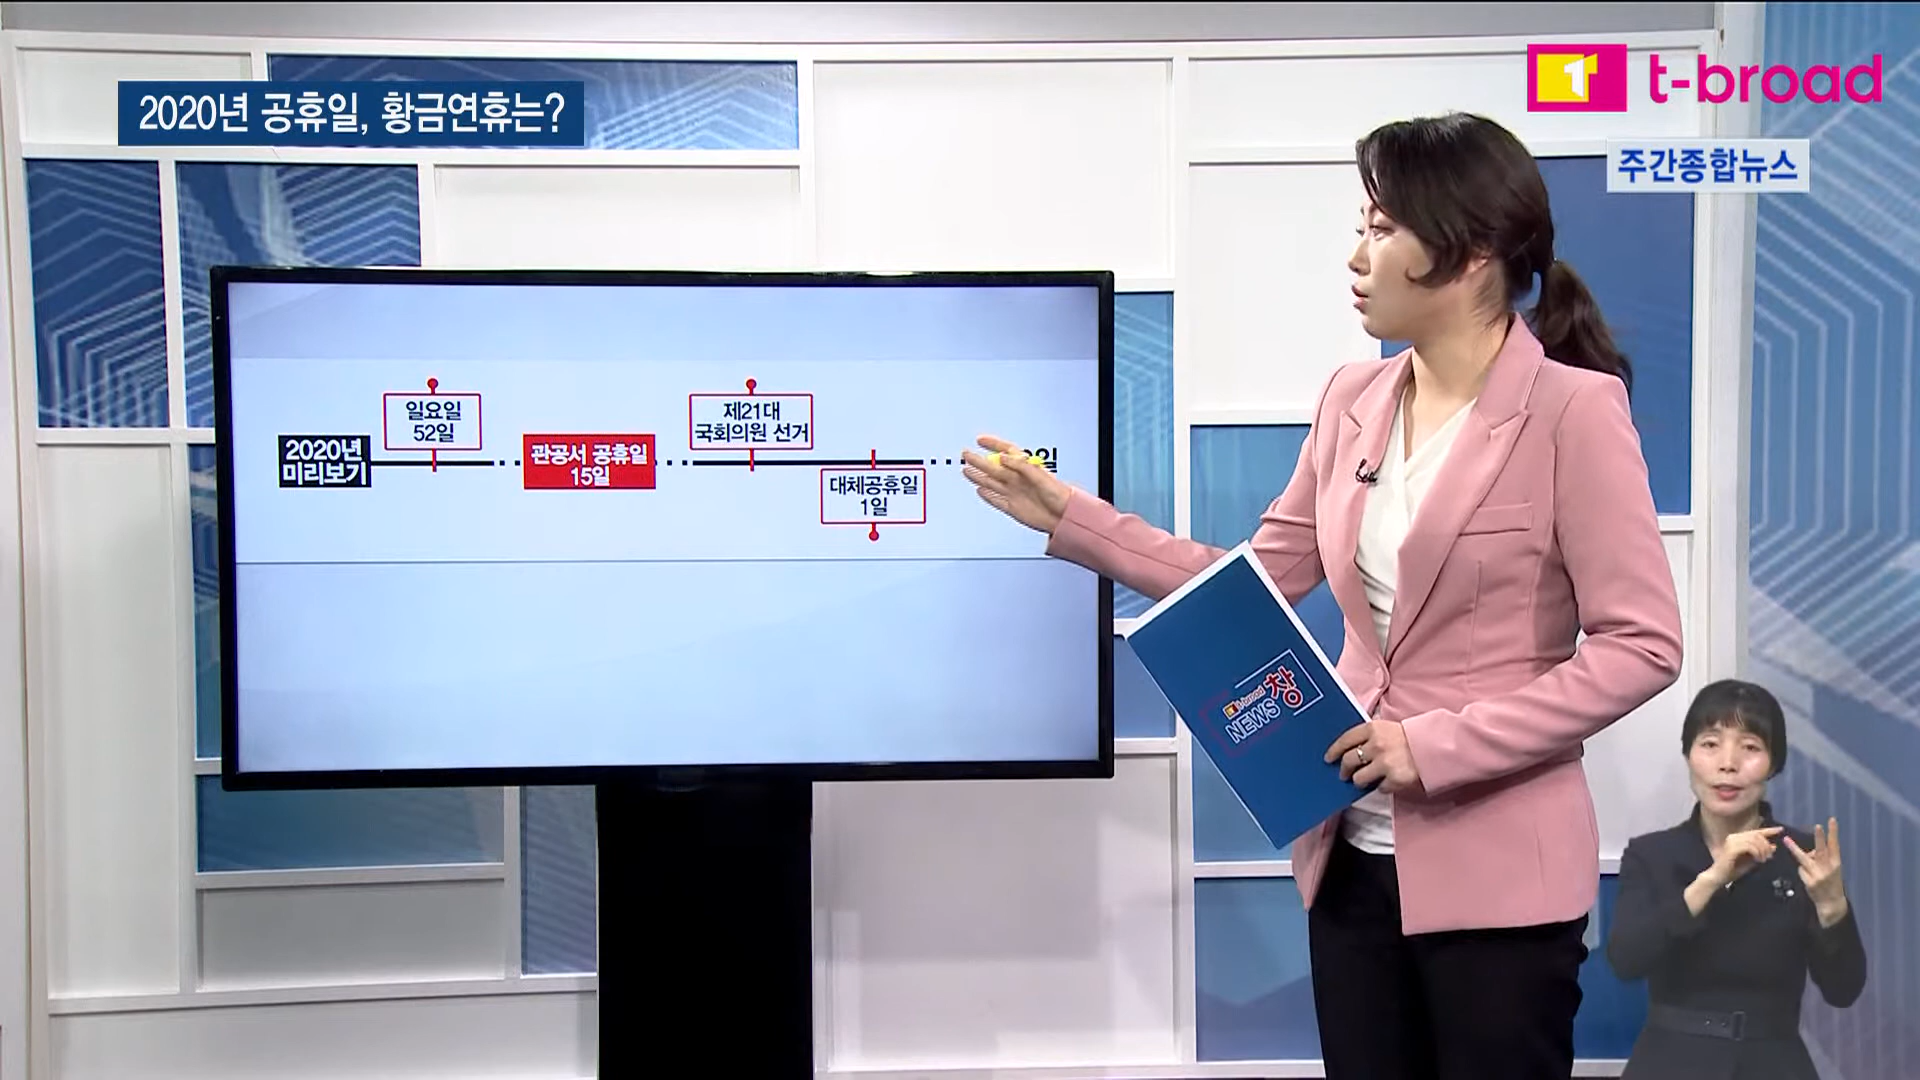 2020년 공휴일, 황금연휴는?
t-broad
주간종합뉴스
2020년
미리보기
일요일
52일
관공서 공휴일
15일
제21대
국회의원 선거
대체공휴일
1일
일
t-broad
NEWS 창